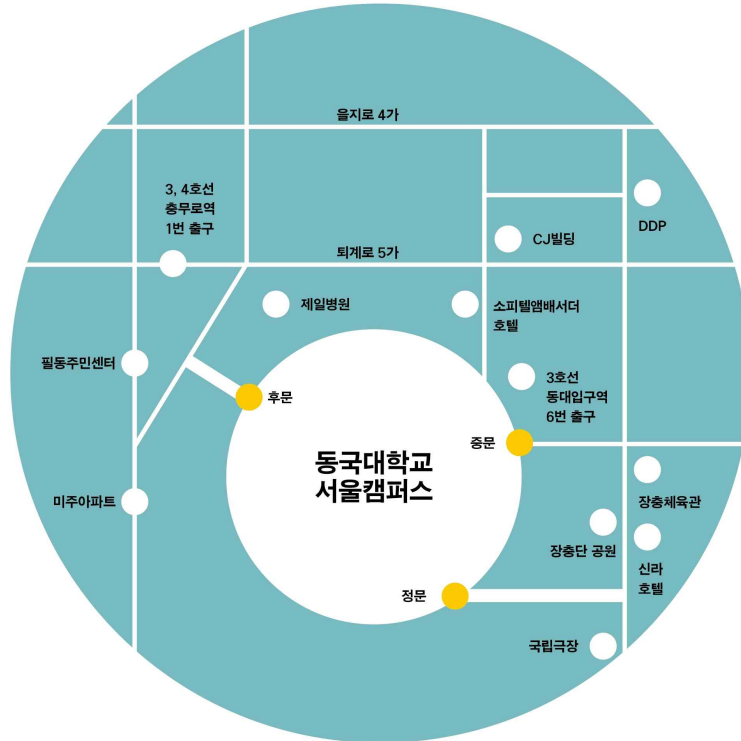 을지로 4가
3, 4호선
충무로역
1번 출구
DDP
CJ빌딩
퇴계로 5가
제일병원
소피텔앰배서더
호텔
필동주민센터
3호선
동대입구역
6번 출구
후문
중문
동국대학교
서울캠퍼스
미주아파트
장충체육관
장충단 공원
신라
호텔
정문
국립극장